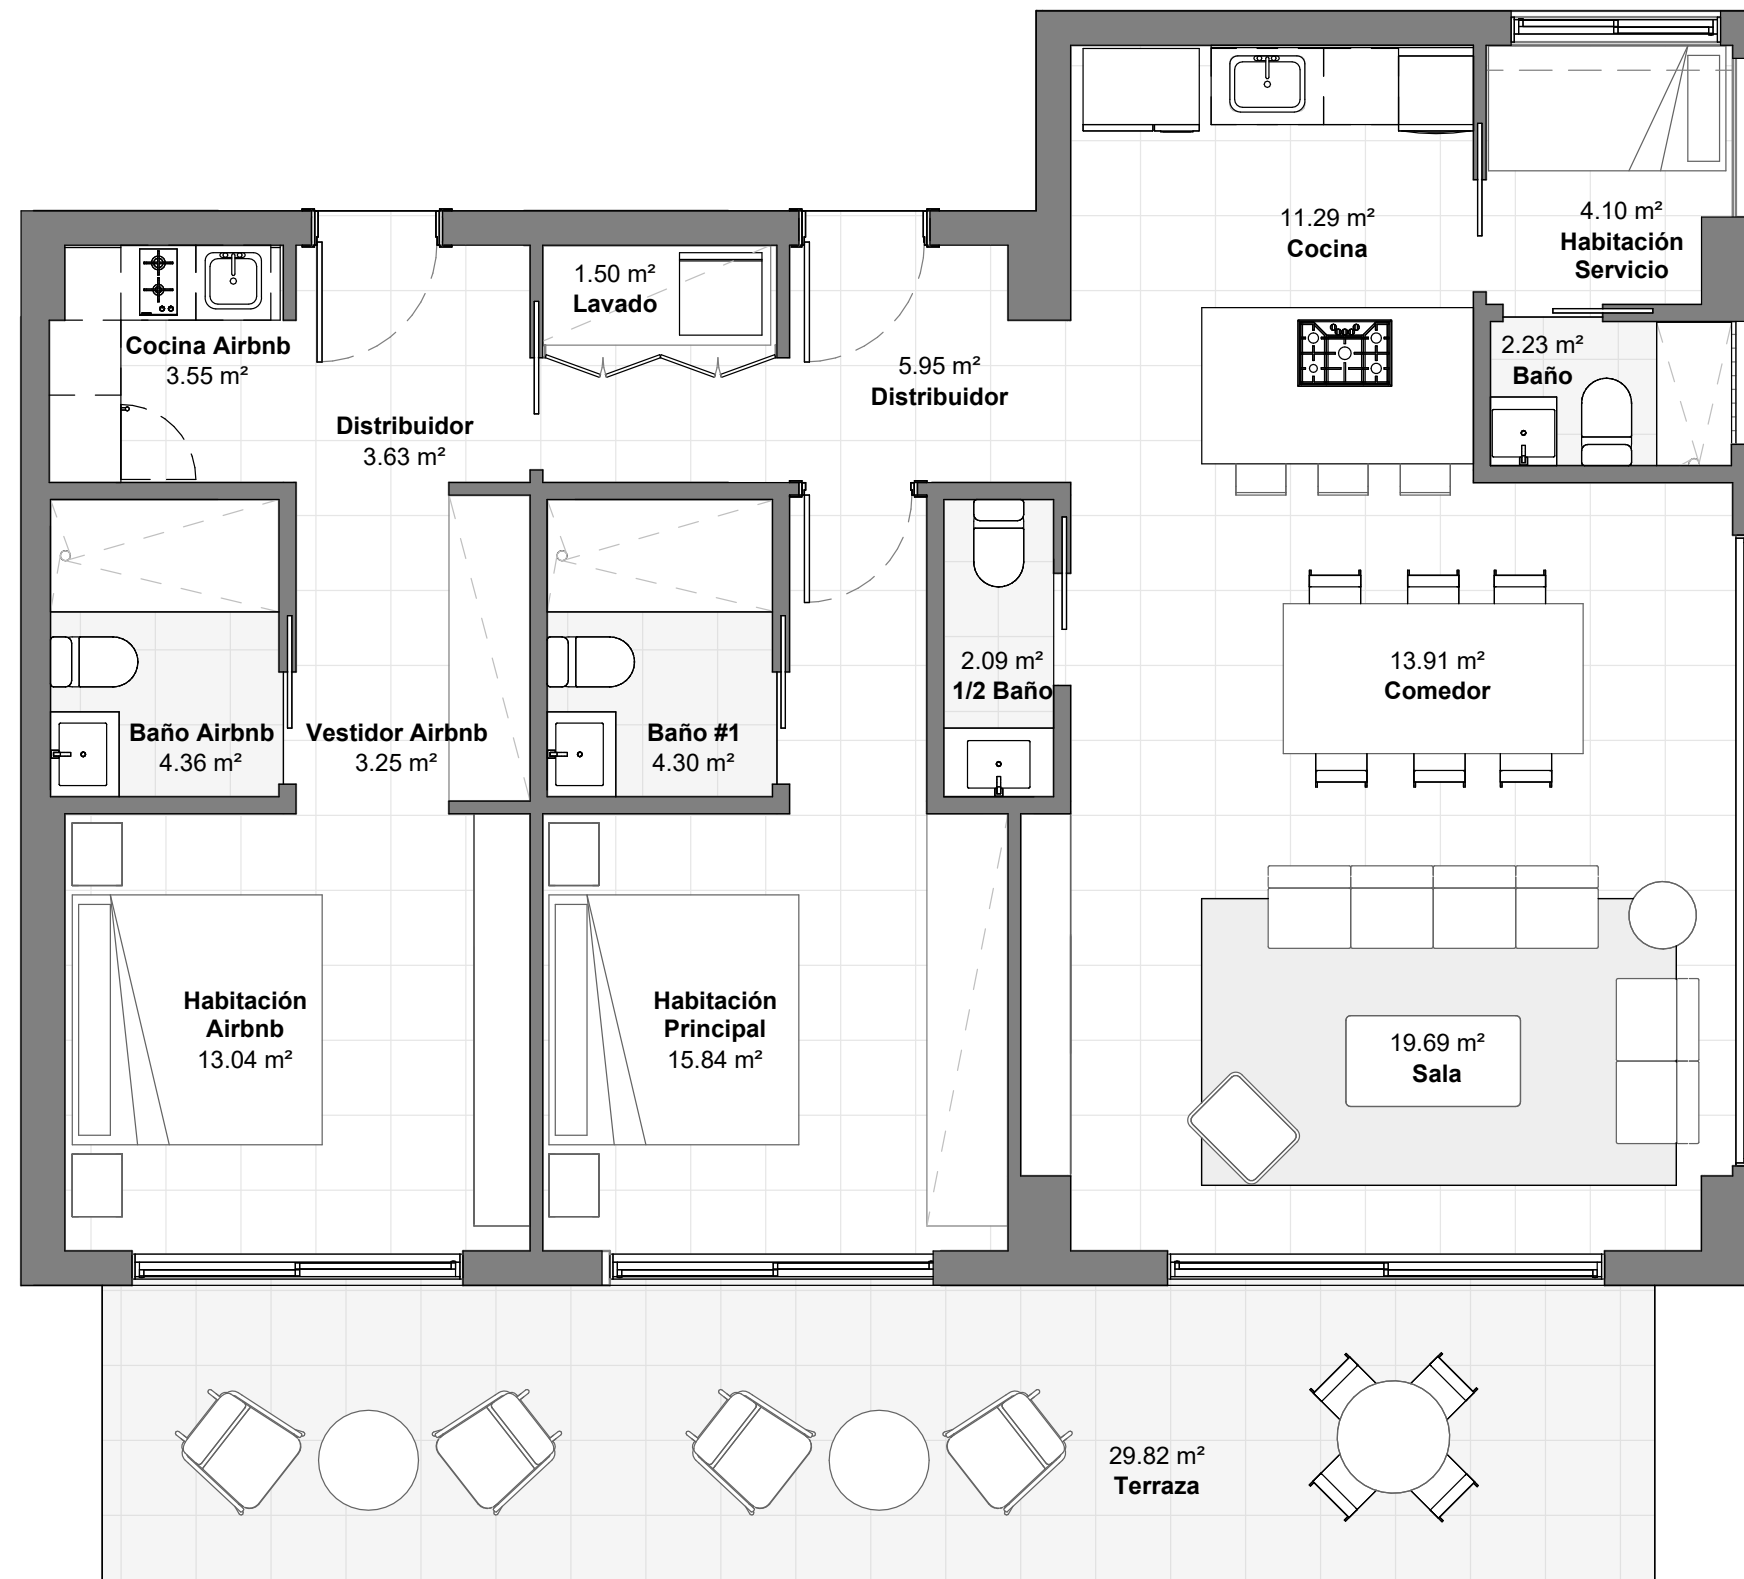 11.29 m²
Cocina
4.10 m²
Habitación
Servicio
1.50 m²
Lavado
Cocina Airbnb
3.55 m²
5.95 m²
Distribuidor
2.23 m²
Baño
Distribuidor
3.63 m²
2.09 m²
1/2 Baño
13.91 m²
Comedor
Baño Airbnb
4.36 m²
Vestidor Airbnb
3.25 m²
Baño #1
4.30 m²
Habitación
Airbnb
13.04 m²
Habitación
Principal
15.84 m²
19.69 m²
Sala
29.82 m²
Terraza